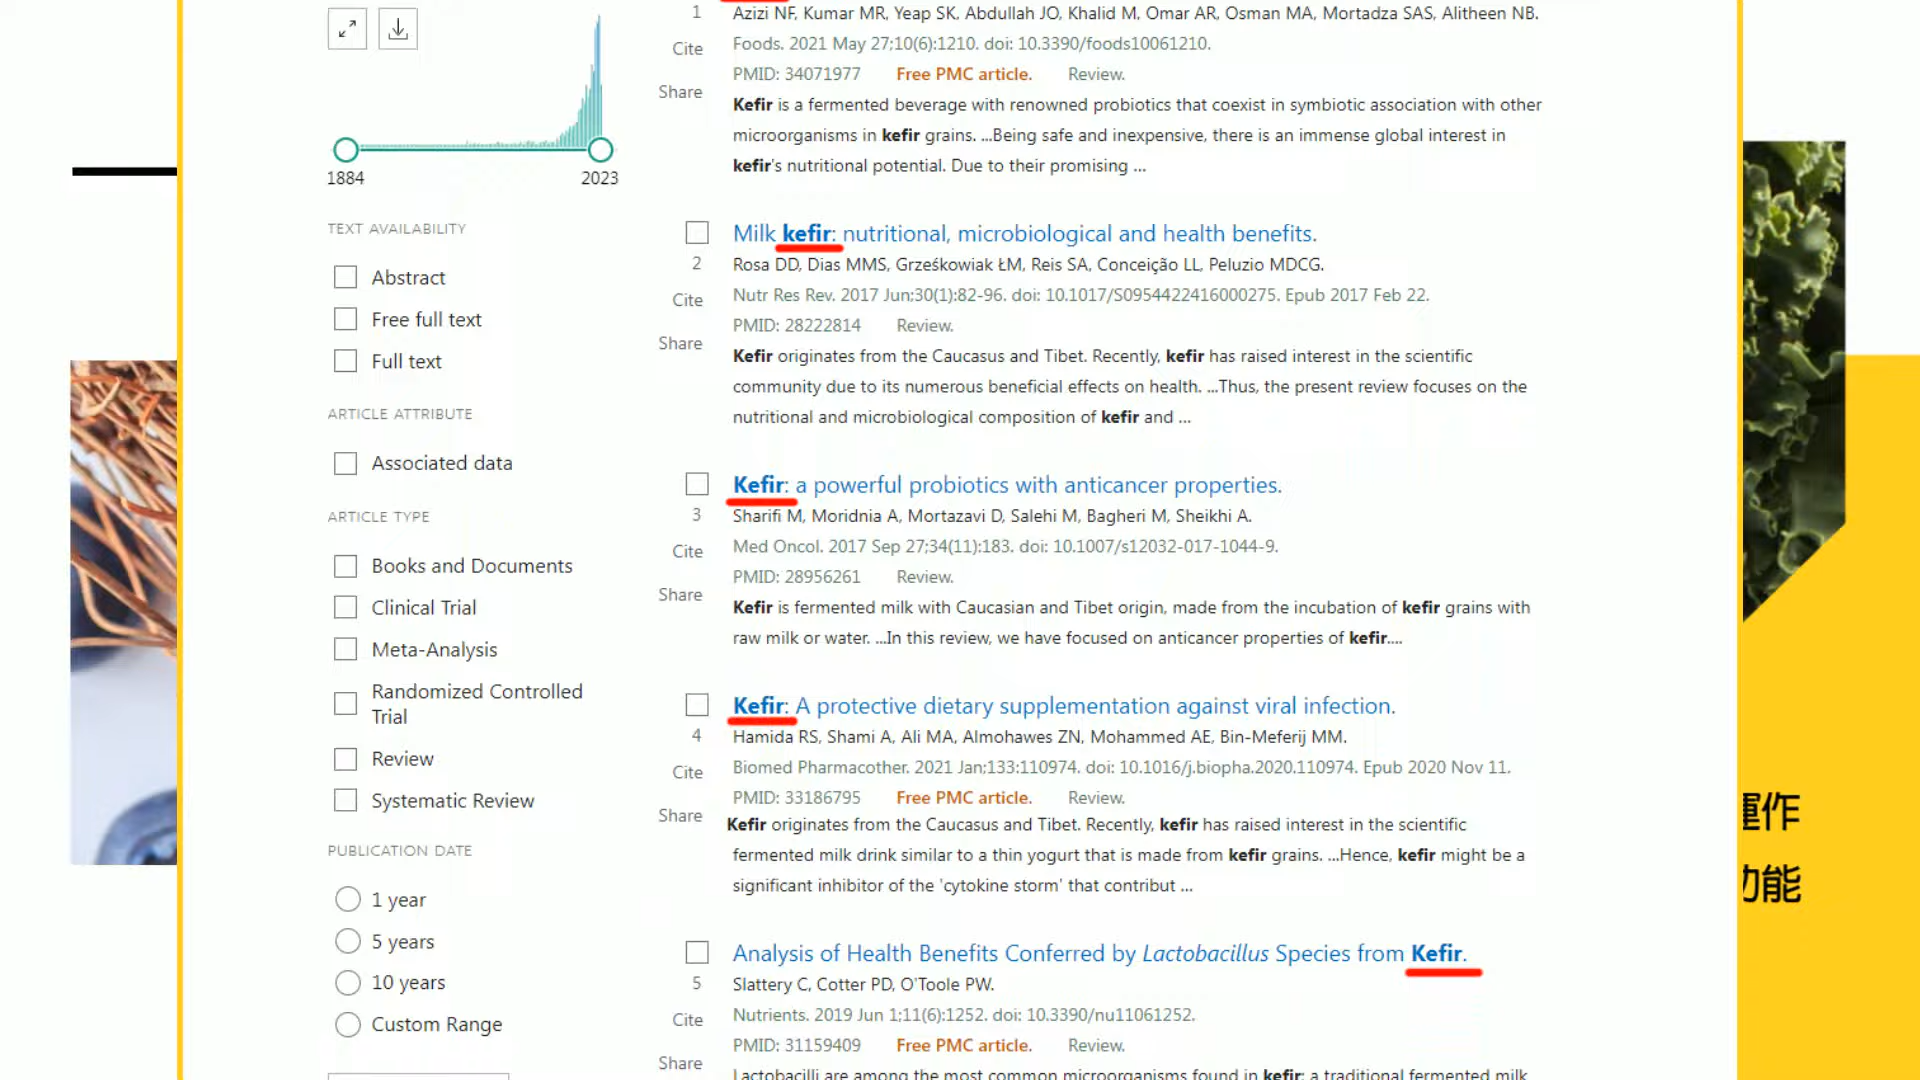 1884
2023
TEXT AVAILABILITY
Abstract
Free full text
Full text
ARTICLE ATTRIBUTE
Associated data
ARTICLE TYPE
Books and Documents
Clinical Trial
Meta-Analysis
Randomized Controlled
Trial
Review
Systematic Review
PUBLICATION DATE
1 year
5 years
10 years
Custom Range
1
Cite
Share
Azizi NF, Kumar MR, Yeap SK, Abdullah JO, Khalid M, Omar AR, Osman MA, Mortadza SAS, Alitheen NB.
Foods. 2021 May 27;10(6):1210. doi: 10.3390/foods10061210.
PMID: 34071977 Free PMC article. Review.
Kefir is a fermented beverage with renowned probiotics that coexist in symbiotic association with other
microorganisms in kefir grains. ...Being safe and inexpensive, there is an immense global interest in
kefir's nutritional potential. Due to their promising ...
2
Cite
Share
Milk kefir: nutritional, microbiological and health benefits.
Rosa DD, Dias MMS, Grześkowiak ŁM, Reis SA, Conceição LL, Peluzio MDCG.
Nutr Res Rev. 2017 Jun;30(1):82-96. doi: 10.1017/S0954422416000275. Epub 2017 Feb 22.
PMID: 28222814 Review.
Kefir originates from the Caucasus and Tibet. Recently, kefir has raised interest in the scientific
community due to its numerous beneficial effects on health. ...Thus, the present review focuses on the
nutritional and microbiological composition of kefir and ...
3
Cite
Share
Kefir: a powerful probiotics with anticancer properties.
Sharifi M, Moridnia A, Mortazavi D, Salehi M, Bagheri M, Sheikhi A.
Med Oncol. 2017 Sep 27;34(11):183. doi: 10.1007/s12032-017-1044-9.
PMID: 28956261 Review.
Kefir is fermented milk with Caucasian and Tibet origin, made from the incubation of kefir grains with
raw milk or water. ...In this review, we have focused on anticancer properties of kefir....
4
Cite
Share
Kefir: A protective dietary supplementation against viral infection.
Hamida RS, Shami A, Ali MA, Almohawes ZN, Mohammed AE, Bin-Meferij MM.
Biomed Pharmacother. 2021 Jan;133:110974. doi: 10.1016/j.biopha.2020.110974. Epub 2020 Nov 11.
PMID: 33186795 Free PMC article. Review.
Kefir originates from the Caucasus and Tibet. Recently, kefir has raised interest in the scientific
fermented milk drink similar to a thin yogurt that is made from kefir grains. ...Hence, kefir might be a
significant inhibitor of the 'cytokine storm' that contribut ...
5
Cite
Share
Analysis of Health Benefits Conferred by Lactobacillus Species from Kefir.
Slattery C, Cotter PD, O'Toole PW.
Nutrients. 2019 Jun 1;11(6):1252. doi: 10.3390/nu11061252.
PMID: 31159409 Free PMC article. Review.
Lactobacilli are among the most common microorganisms found in kefir; a traditional fermented milk
運作
功能